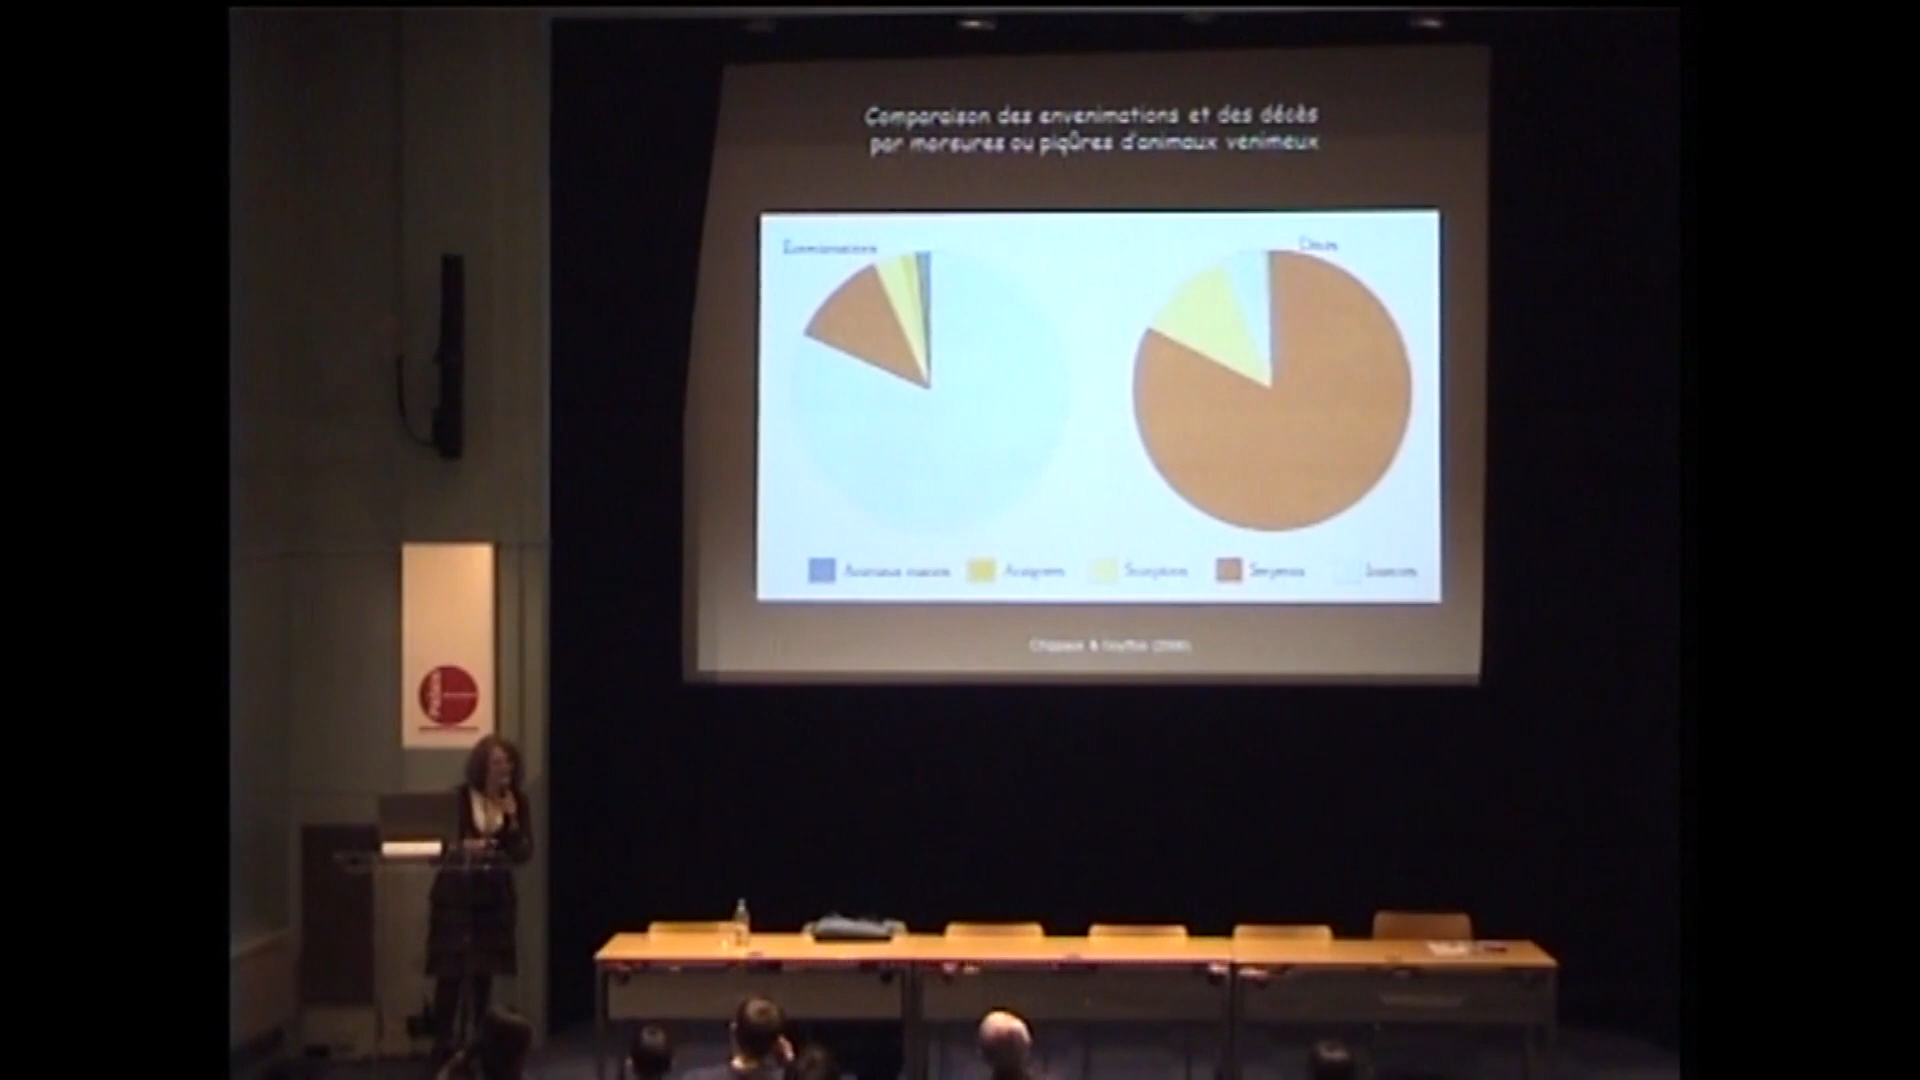 Comparaison des envenimations et des décès
par morsures ou piqûres d'animaux venimeux
Envenimations
Décès
Animaux marins Araignées Scorpions Serpents Insectes